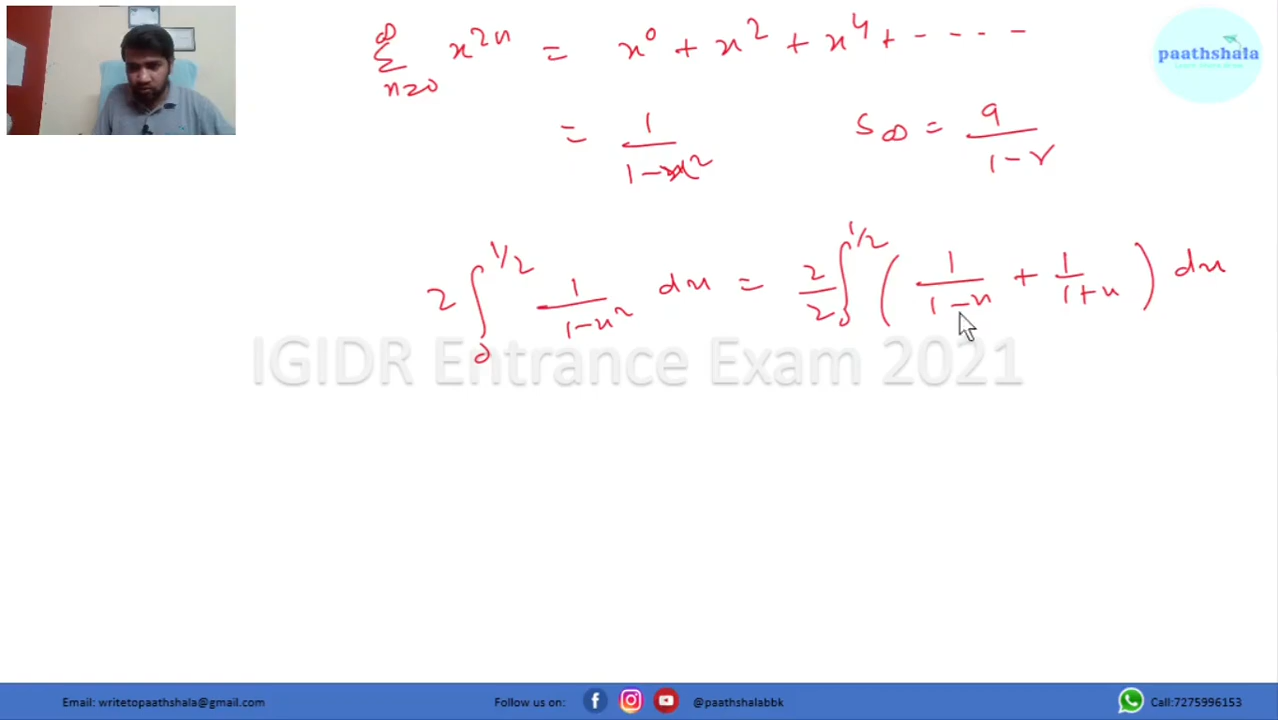 ∞
Σ x^{2n} = x^0 + x^2 + x^4 + - - - -
n=0
= 1/(1-x^2)   S∞ = a/(1-r)
2 ∫_0^{1/2} 1/(1-x^2) dx = 2/2 ∫_0^{1/2} ( 1/(1-x) + 1/(1+x) ) dx
paathshala
IGIDR Entrance Exam 2021
Email: writetopaathshala@gmail.com Follow us on: @paathshalabbk Call:7275996153